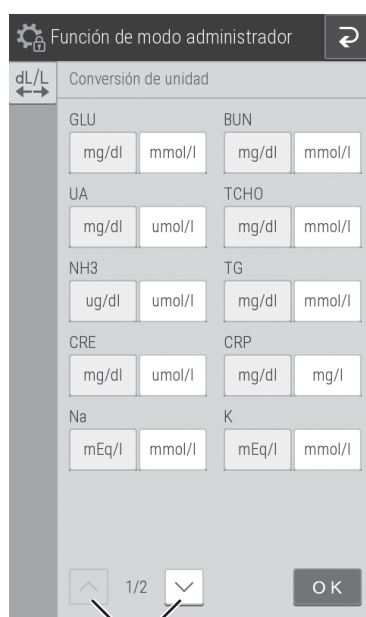 Función de modo administrador
dL/L
Conversión de unidad
GLU BUN
mg/dl mmol/l mg/dl mmol/l
UA TCHO
mg/dl umol/l mg/dl mmol/l
NH3 TG
ug/dl umol/l mg/dl mmol/l
CRE CRP
mg/dl umol/l mg/dl mg/l
Na K
mEq/l mmol/l mEq/l mmol/l
1/2 OK